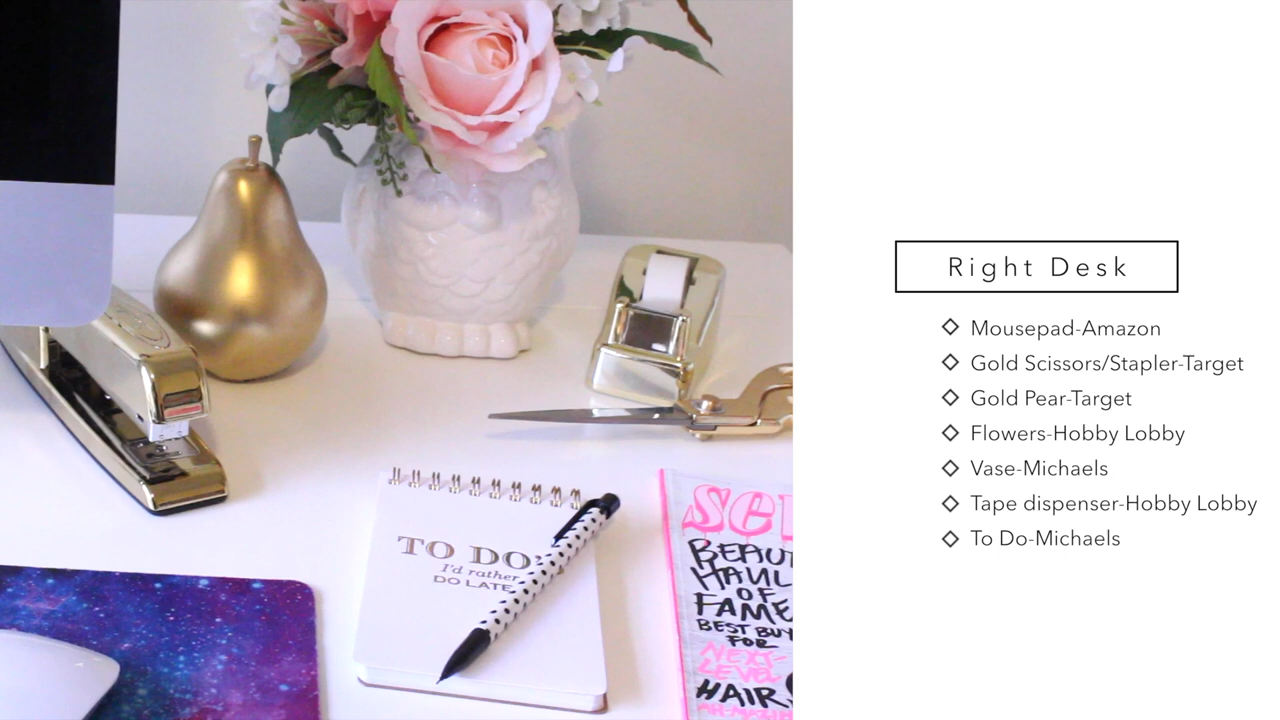 TO DO'
I'd rather
DO LATE
BEAU
HAUL
OF
FAME
BEST BUY
FOR
NEXT-
LEVEL
HAIR
Right Desk
Mousepad-Amazon
Gold Scissors/Stapler-Target
Gold Pear-Target
Flowers-Hobby Lobby
Vase-Michaels
Tape dispenser-Hobby Lobby
To Do-Michaels